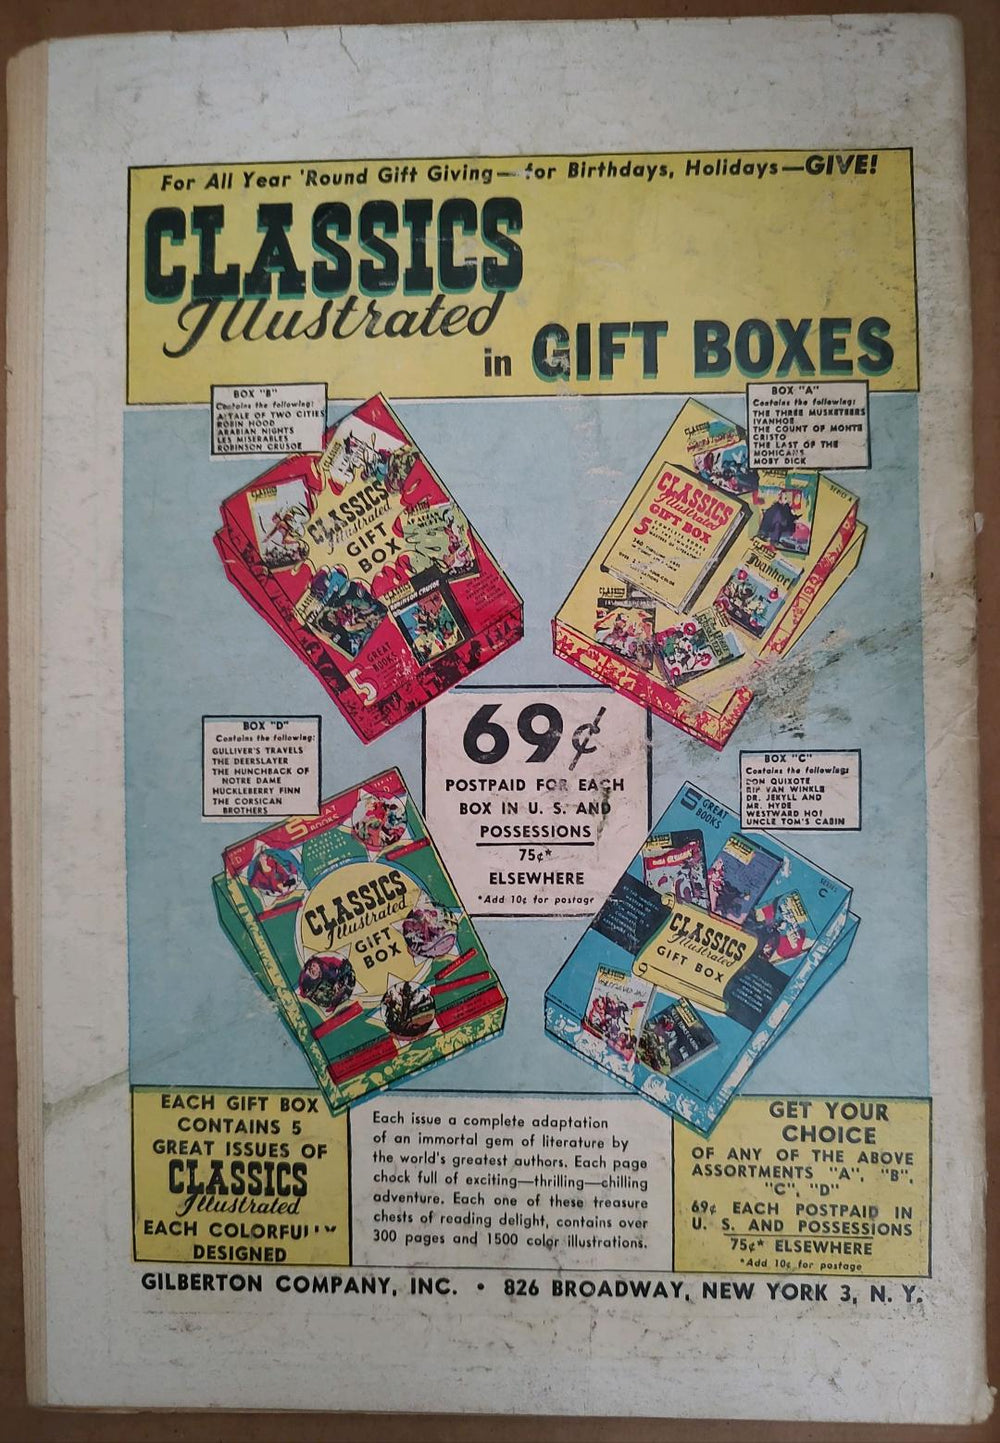 For All Year 'Round Gift Giving—for Birthdays, Holidays—GIVE!
CLASSICS
Illustrated
in GIFT BOXES
BOX "B"
Contains the following:
A TALE OF TWO CITIES
ROBIN HOOD
ARABIAN NIGHTS
LES MISERABLES
ROBINSON CRUSOE
BOX "A"
Contains the following:
THE THREE MUSKETEERS
IVANHOE
THE COUNT OF MONTE
CRISTO
THE LAST OF THE
MOHICANS
MOBY DICK
CLASSICS
Illustrated
GIFT
BOX
ROBINSON CRUSOE
5 GREAT
BOOKS
SERIES A
CLASSICS
Illustrated
GIFT BOX
5
Ivanhoe
69¢
POSTPAID FOR EACH
BOX IN U. S. AND
POSSESSIONS
75¢*
ELSEWHERE
*Add 10¢ for postage
BOX "D"
Contains the following:
GULLIVER'S TRAVELS
THE DEERSLAYER
THE HUNCHBACK OF
NOTRE DAME
HUCKLEBERRY FINN
THE CORSICAN
BROTHERS
BOX "C"
Contains the following:
DON QUIXOTE
RIP VAN WINKLE
DR. JEKYLL AND
MR. HYDE
WESTWARD HO!
UNCLE TOM'S CABIN
5 GREAT
BOOKS
CLASSICS
Illustrated
GIFT
BOX
5 GREAT
BOOKS
SERIES
C
CLASSICS
Illustrated
GIFT BOX
EACH GIFT BOX
CONTAINS 5
GREAT ISSUES OF
CLASSICS
Illustrated
EACH COLORFULLY
DESIGNED
Each issue a complete adaptation
of an immortal gem of literature by
the world's greatest authors. Each page
chock full of exciting—thrilling—chilling
adventure. Each one of these treasure
chests of reading delight, contains over
300 pages and 1500 color illustrations.
GET YOUR
CHOICE
OF ANY OF THE ABOVE
ASSORTMENTS "A", "B",
"C", "D"
69¢ EACH POSTPAID IN
U. S. AND POSSESSIONS
75¢* ELSEWHERE
*Add 10¢ for postage
GILBERTON COMPANY, INC. • 826 BROADWAY, NEW YORK 3, N. Y.